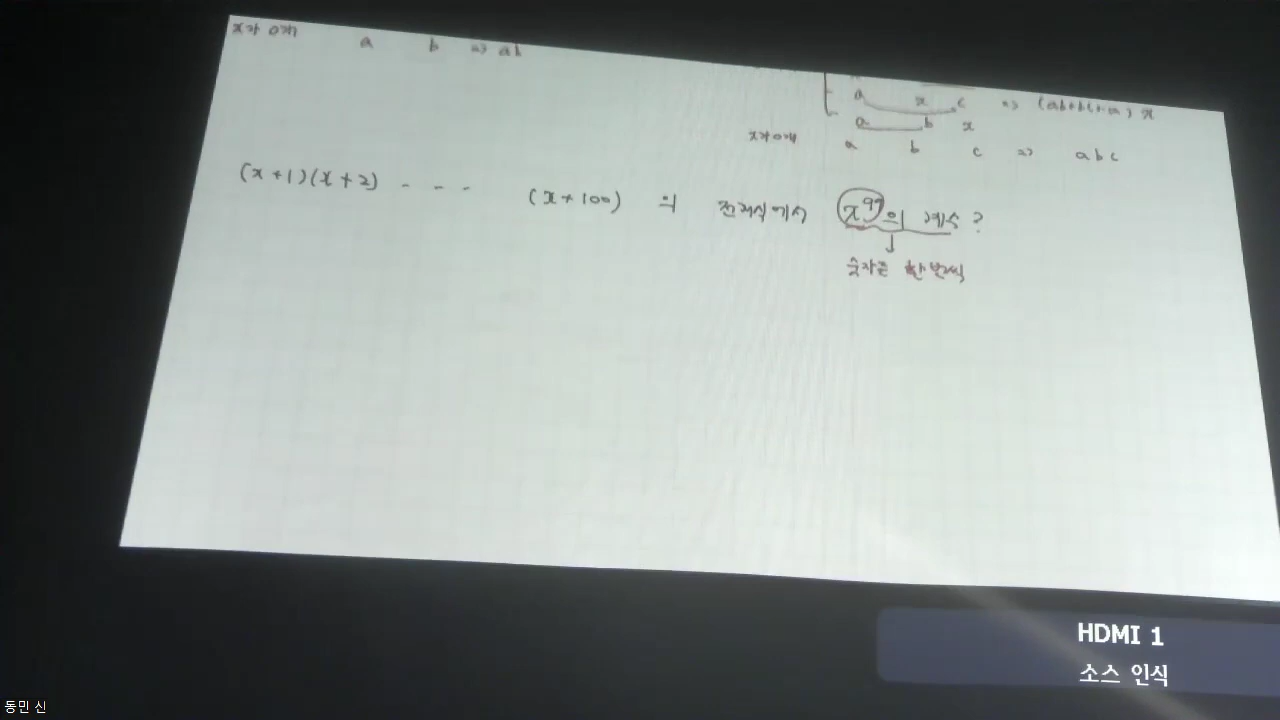 x가 0개 a b => ab
a x c => (ab+bc+ca) x
a b x
x가 0개 a b c => abc
(x+1)(x+2) - - - (x+100) 의 전개식에서 x⁹⁹의 계수?
↓
숫자는 한번씩
HDMI 1
소스 인식
동민 신